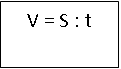 V = S : t